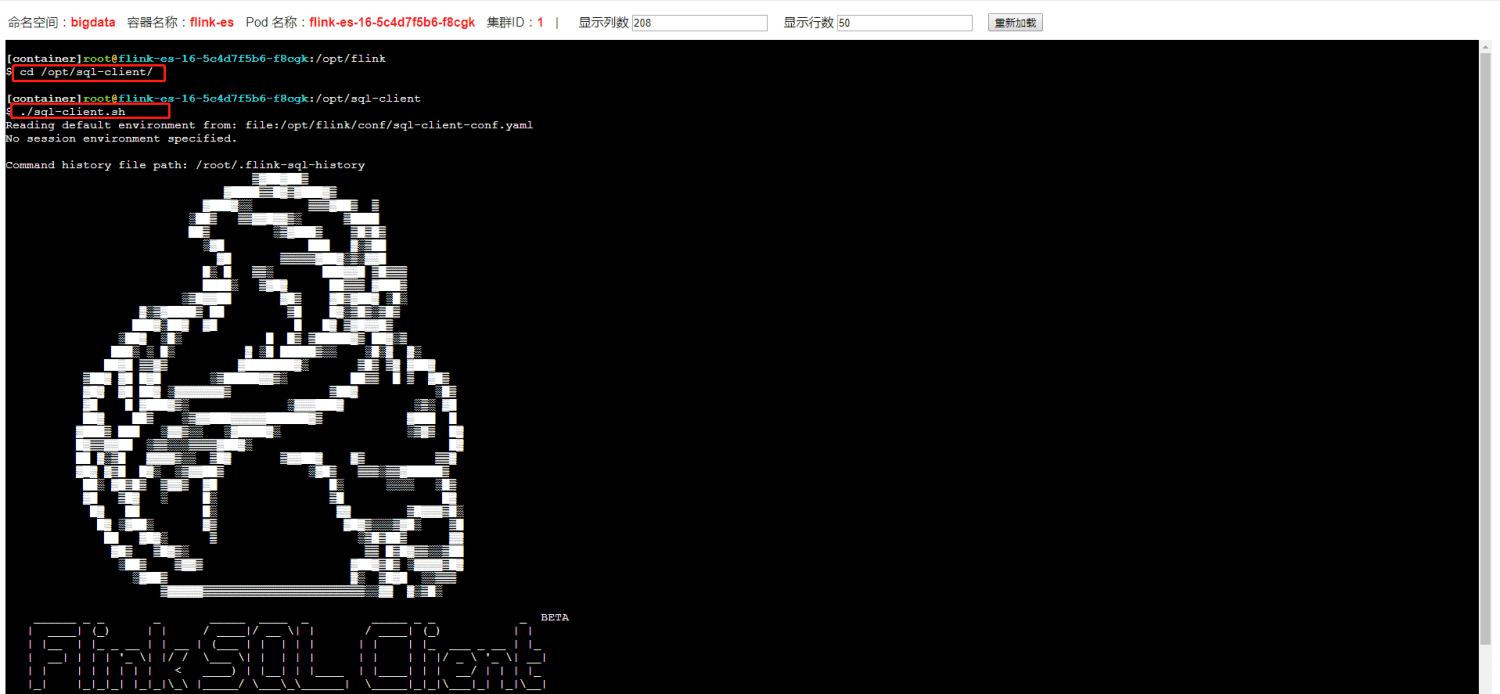 命名空间：bigdata 容器名称：flink-es Pod 名称：flink-es-16-5c4d7f5b6-f8cgk 集群ID：1 | 显示列数 208 显示行数 50 重新加载
[container]root@flink-es-16-5c4d7f5b6-f8cgk:/opt/flink
$ cd /opt/sql-client/
[container]root@flink-es-16-5c4d7f5b6-f8cgk:/opt/sql-client
$ ./sql-client.sh
Reading default environment from: file:/opt/flink/conf/sql-client-conf.yaml
No session environment specified.
Command history file path: /root/.flink-sql-history
BETA
Flink SQL Client